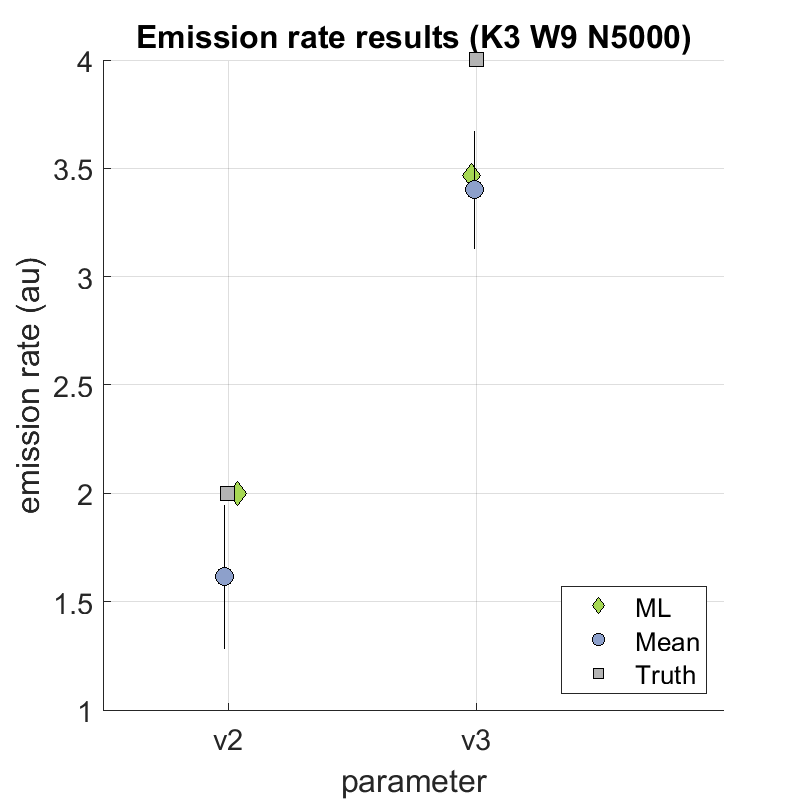 Emission rate results (K3 W9 N5000)
4
3.5
3
2.5
2
1.5
1
emission rate (au)
v2
v3
parameter
ML
Mean
Truth